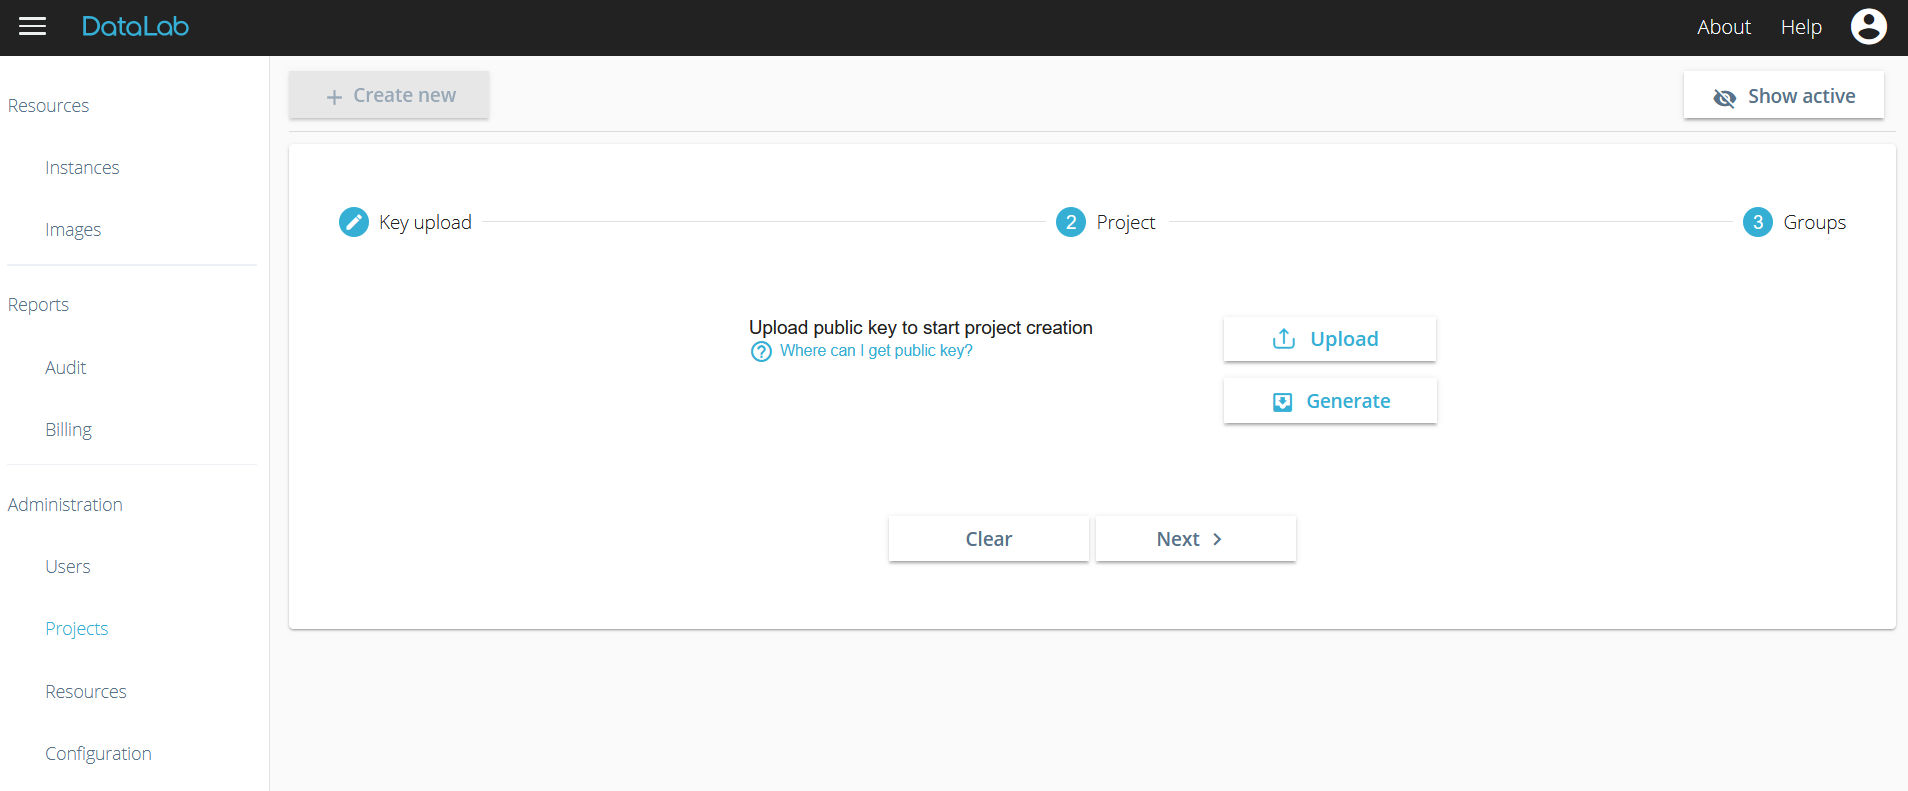 DataLab
About Help
Resources
Instances
Images
Reports
Audit
Billing
Administration
Users
Projects
Resources
Configuration
+ Create new
Show active
Key upload
2 Project
3 Groups
Upload public key to start project creation
? Where can I get public key?
Upload
Generate
Clear
Next >